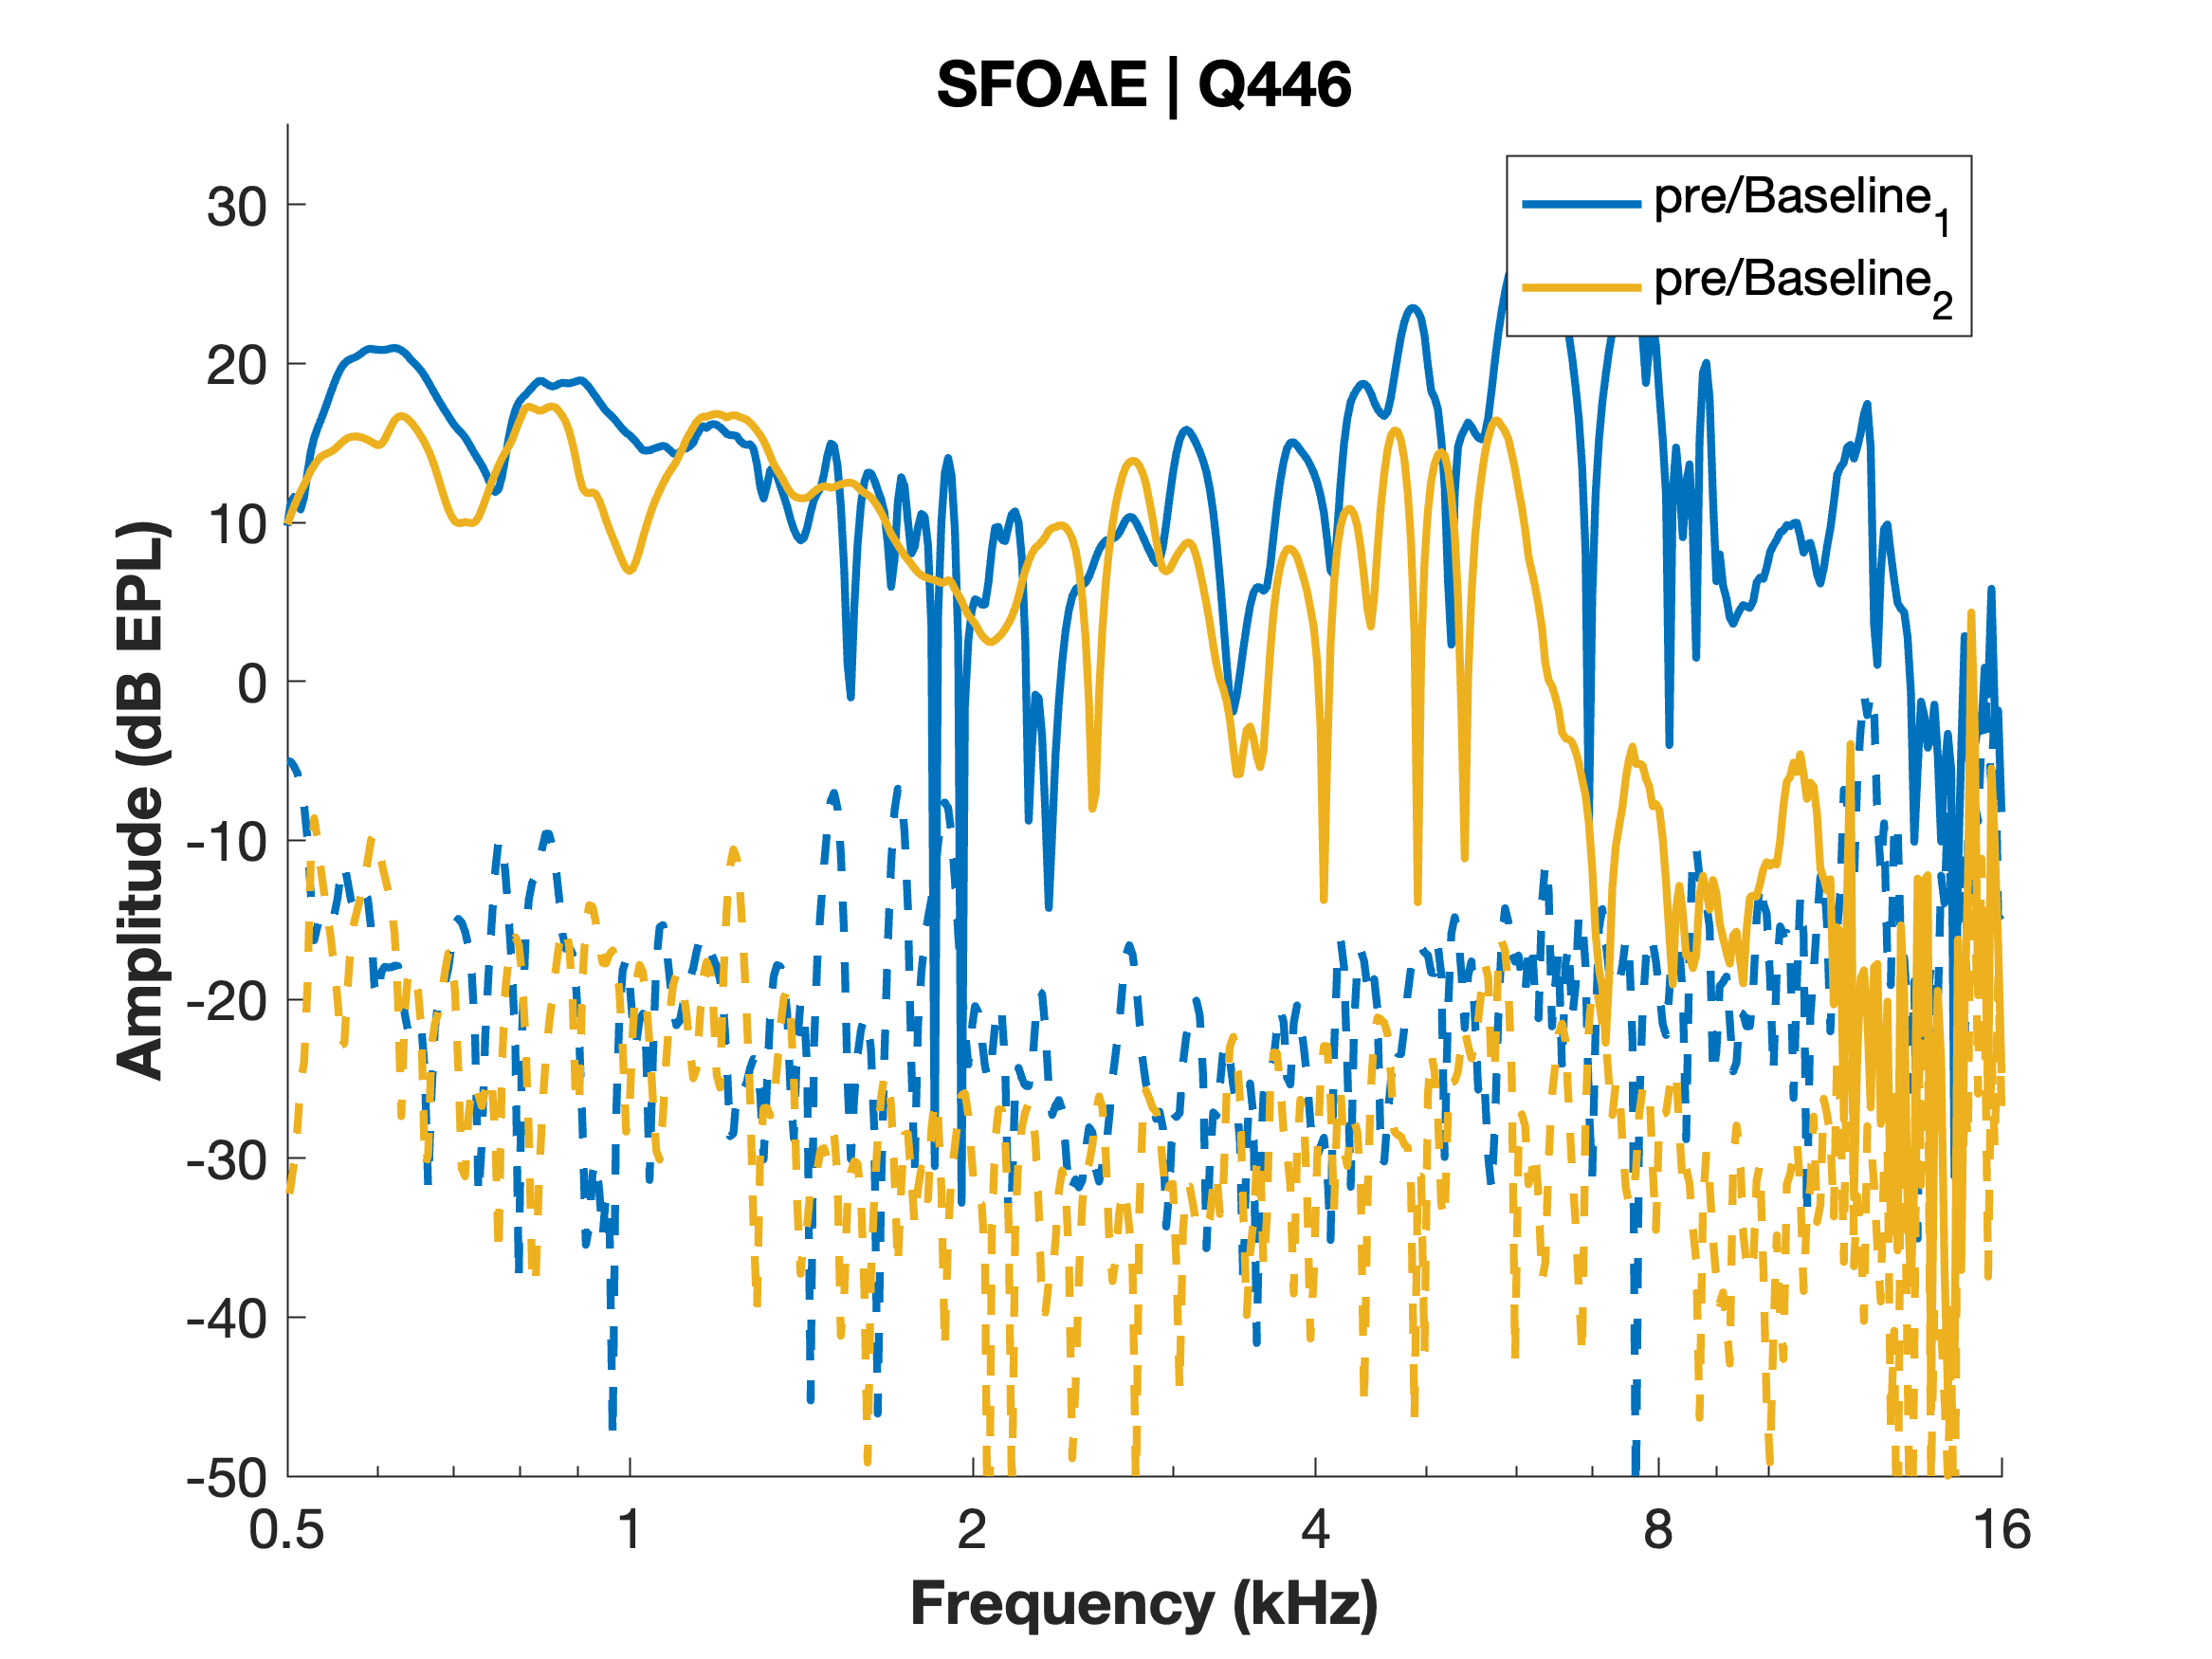 SFOAE | Q446
pre/Baseline1
pre/Baseline2
Amplitude (dB EPL)
30
20
10
0
-10
-20
-30
-40
-50
0.5 1 2 4 8 16
Frequency (kHz)